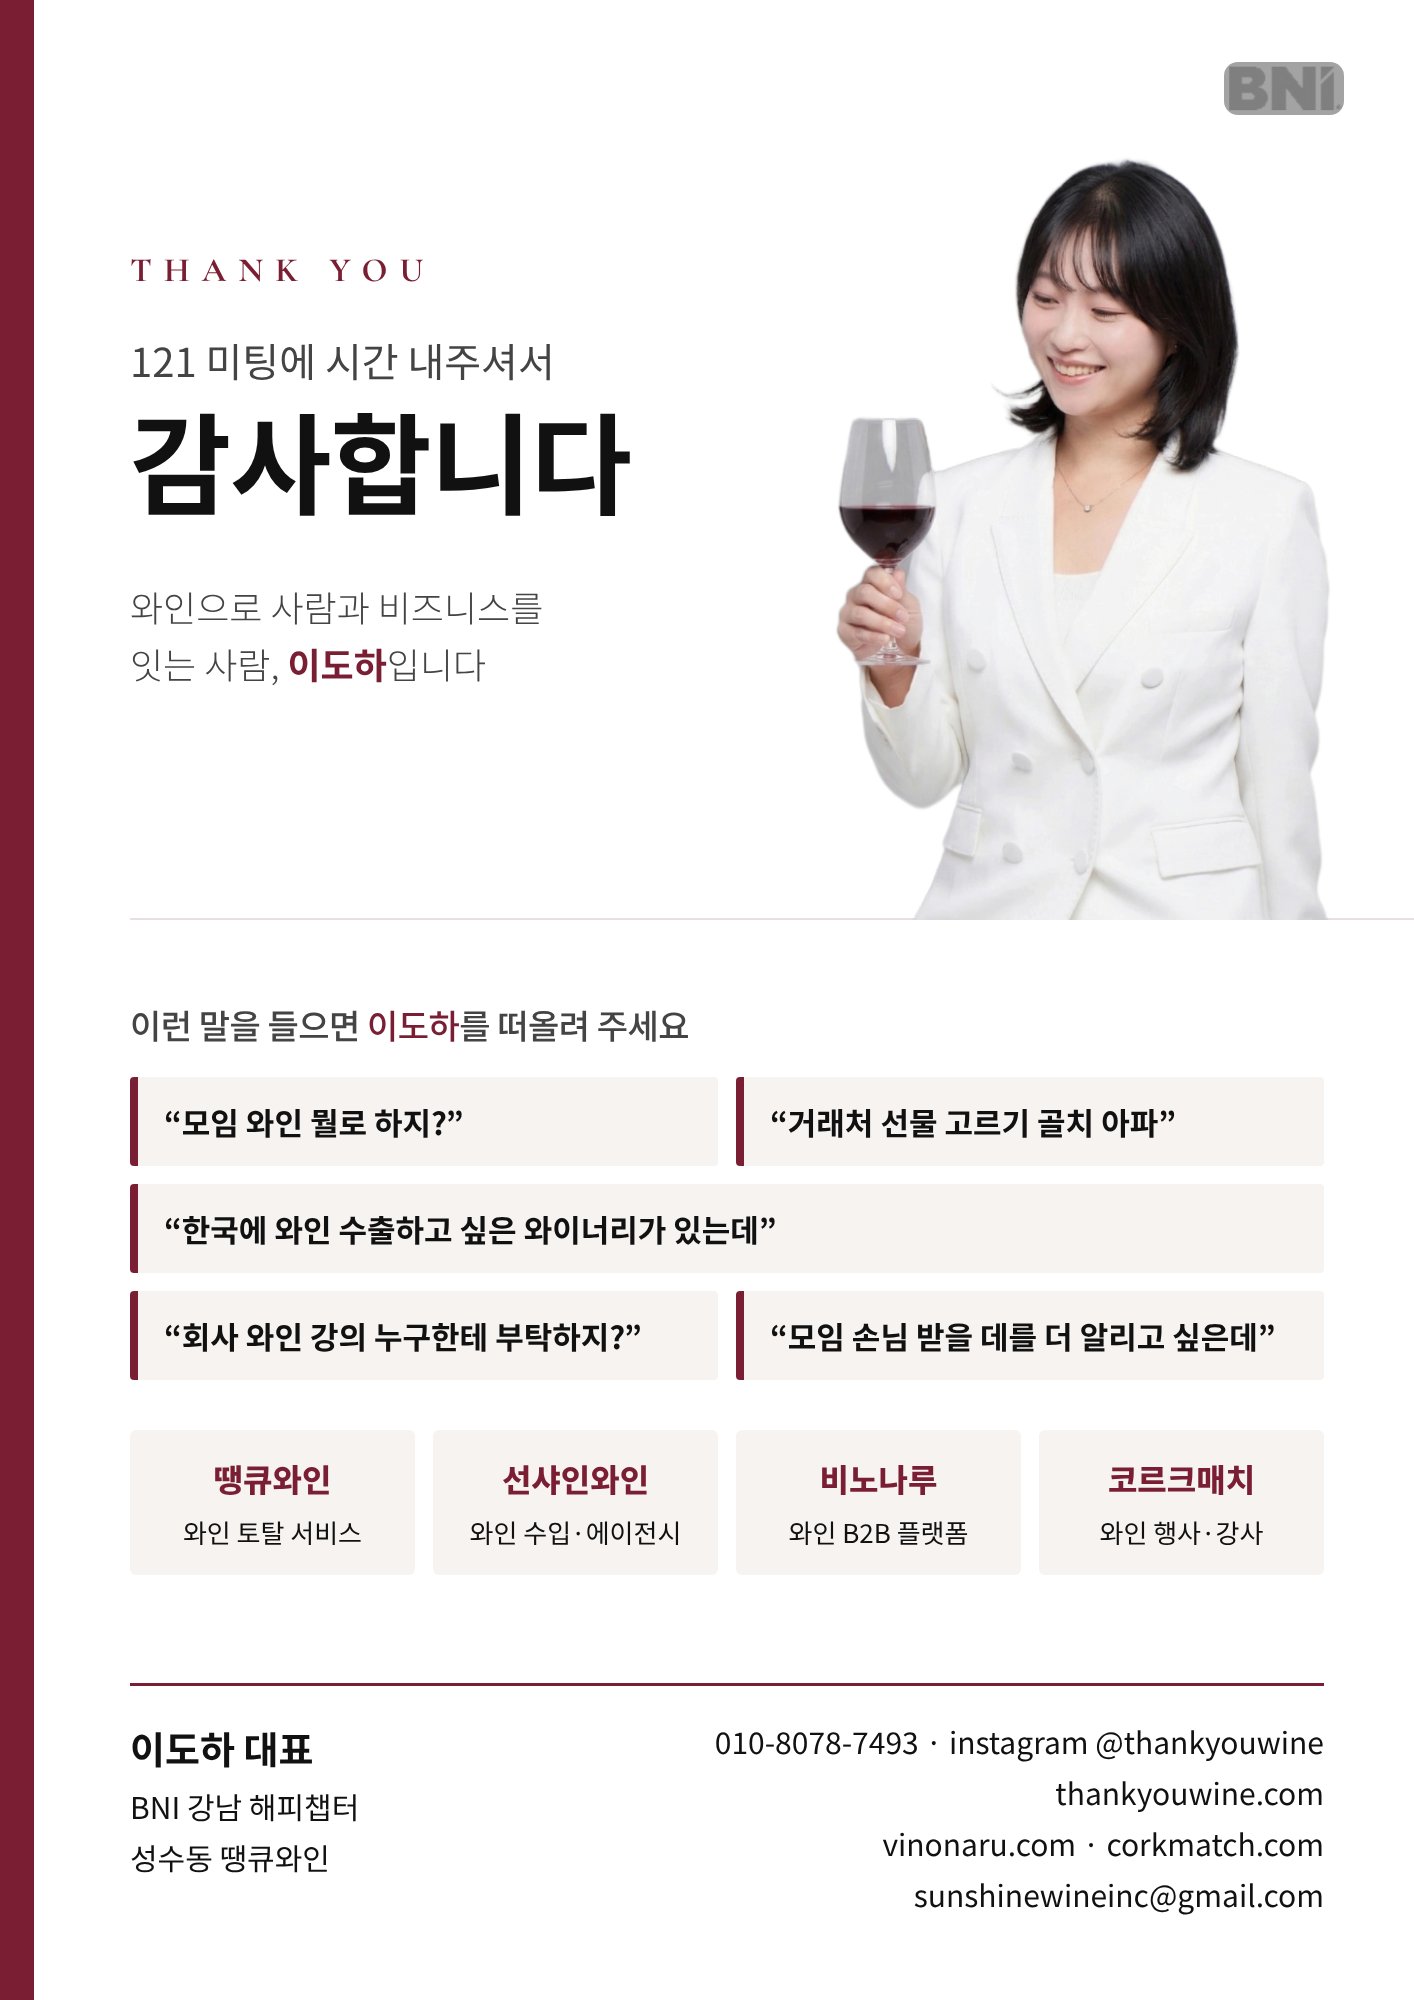 BNI
THANK YOU
121 미팅에 시간 내주셔서
감사합니다
와인으로 사람과 비즈니스를
잇는 사람, 이도하입니다
이런 말을 들으면 이도하를 떠올려 주세요
“모임 와인 뭘로 하지?”
“거래처 선물 고르기 골치 아파”
“한국에 와인 수출하고 싶은 와이너리가 있는데”
“회사 와인 강의 누구한테 부탁하지?”
“모임 손님 받을 데를 더 알리고 싶은데”
땡큐와인
와인 토탈 서비스
선샤인와인
와인 수입·에이전시
비노나루
와인 B2B 플랫폼
코르크매치
와인 행사·강사
이도하 대표
BNI 강남 해피챕터
성수동 땡큐와인
010-8078-7493 · instagram @thankyouwine
thankyouwine.com
vinonaru.com · corkmatch.com
sunshinewineinc@gmail.com